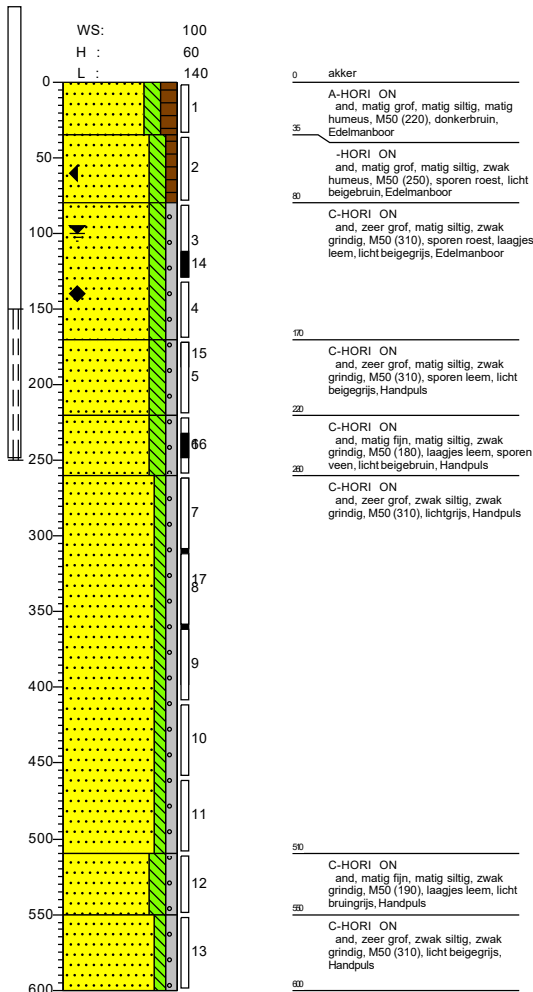 WS: 100
H : 60
L : 140
0
50
100
150
200
250
300
350
400
450
500
550
600
1
2
3
14
4
15
5
7
17
8
9
10
11
12
13
0 akker
A-HORI ON
and, matig grof, matig siltig, matig
humeus, M50 (220), donkerbruin,
Edelmanboor
35
-HORI ON
and, matig grof, matig siltig, zwak
humeus, M50 (250), sporen roest, licht
beigebruin, Edelmanboor
80
C-HORI ON
and, zeer grof, matig siltig, zwak
grindig, M50 (310), sporen roest, laagjes
leem, licht beigegrijs, Edelmanboor
170
C-HORI ON
and, zeer grof, matig siltig, zwak
grindig, M50 (310), sporen leem, licht
beigegrijs, Handpuls
220
C-HORI ON
and, matig fijn, matig siltig, zwak
grindig, M50 (180), laagjes leem, sporen
veen, licht beigebruin, Handpuls
260
C-HORI ON
and, zeer grof, zwak siltig, zwak
grindig, M50 (310), lichtgrijs, Handpuls
510
C-HORI ON
and, matig fijn, matig siltig, zwak
grindig, M50 (190), laagjes leem, licht
bruingrijs, Handpuls
550
C-HORI ON
and, zeer grof, zwak siltig, zwak
grindig, M50 (310), licht beigegrijs,
Handpuls
600